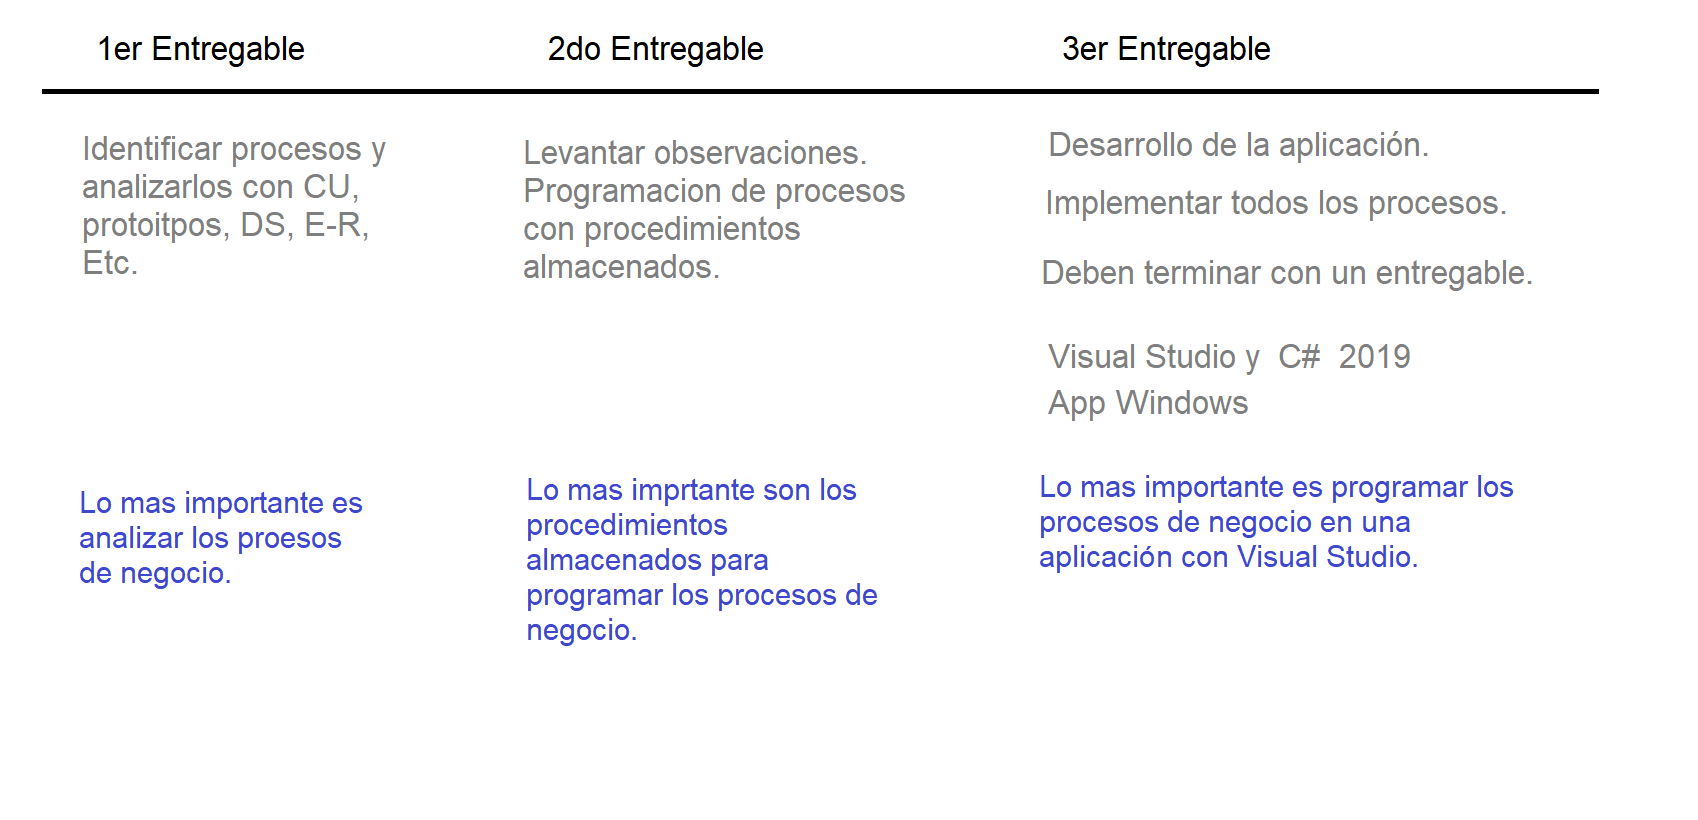 1er Entregable
2do Entregable
3er Entregable
Identificar procesos y
analizarlos con CU,
protoitpos, DS, E-R,
Etc.
Lo mas importante es
analizar los proesos
de negocio.
Levantar observaciones.
Programacion de procesos
con procedimientos
almacenados.
Lo mas imprtante son los
procedimientos
almacenados para
programar los procesos de
negocio.
Desarrollo de la aplicación.
Implementar todos los procesos.
Deben terminar con un entregable.
Visual Studio y C# 2019
App Windows
Lo mas importante es programar los
procesos de negocio en una
aplicación con Visual Studio.